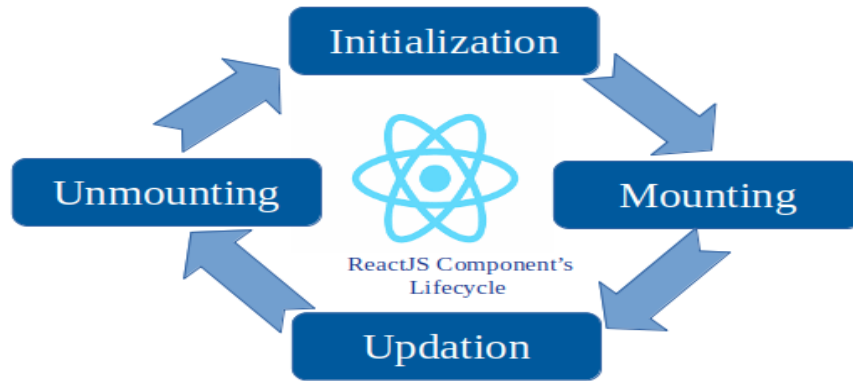 Initialization
Unmounting
Mounting
ReactJS Component's
Lifecycle
Updation